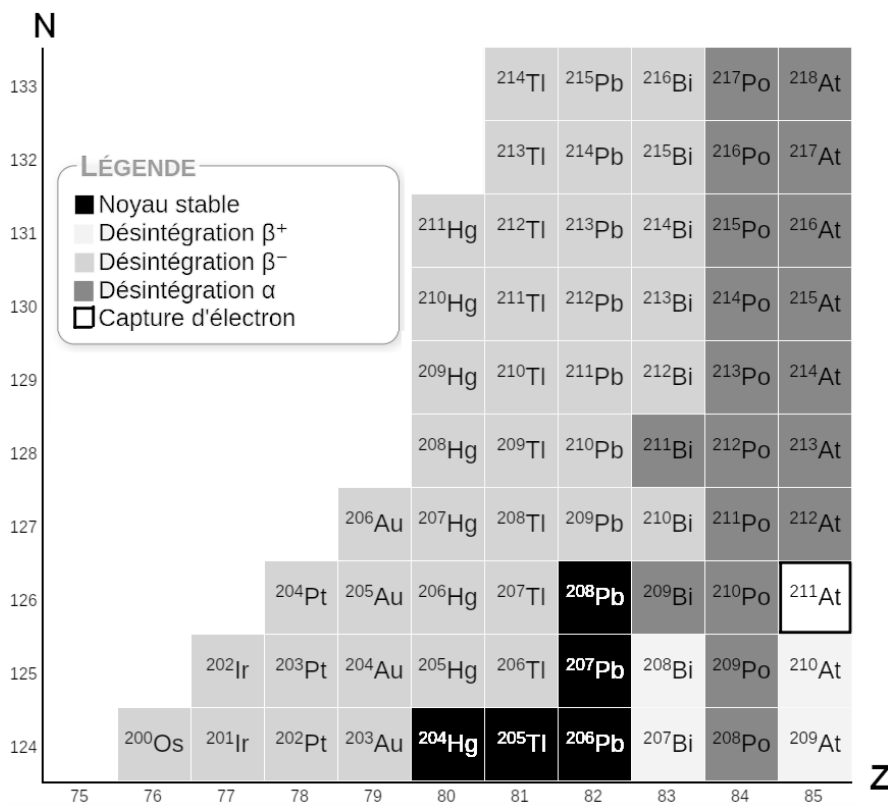 N
133 ²¹⁴Tl ²¹⁵Pb ²¹⁶Bi ²¹⁷Po ²¹⁸At
132 ²¹³Tl ²¹⁴Pb ²¹⁵Bi ²¹⁶Po ²¹⁷At
LÉGENDE
Noyau stable
Désintégration β⁺
Désintégration β⁻
Désintégration α
Capture d'électron
131 ²¹¹Hg ²¹²Tl ²¹³Pb ²¹⁴Bi ²¹⁵Po ²¹⁶At
130 ²¹⁰Hg ²¹¹Tl ²¹²Pb ²¹³Bi ²¹⁴Po ²¹⁵At
129 ²⁰⁹Hg ²¹⁰Tl ²¹¹Pb ²¹²Bi ²¹³Po ²¹⁴At
128 ²⁰⁸Hg ²⁰⁹Tl ²¹⁰Pb ²¹¹Bi ²¹²Po ²¹³At
127 ²⁰⁶Au ²⁰⁷Hg ²⁰⁸Tl ²⁰⁹Pb ²¹⁰Bi ²¹¹Po ²¹²At
126 ²⁰⁴Pt ²⁰⁵Au ²⁰⁶Hg ²⁰⁷Tl ²⁰⁸Pb ²⁰⁹Bi ²¹⁰Po ²¹¹At
125 ²⁰²Ir ²⁰³Pt ²⁰⁴Au ²⁰⁵Hg ²⁰⁶Tl ²⁰⁷Pb ²⁰⁸Bi ²⁰⁹Po ²¹⁰At
124 ²⁰⁰Os ²⁰¹Ir ²⁰²Pt ²⁰³Au ²⁰⁴Hg ²⁰⁵Tl ²⁰⁶Pb ²⁰⁷Bi ²⁰⁸Po ²⁰⁹At
Z
75 76 77 78 79 80 81 82 83 84 85